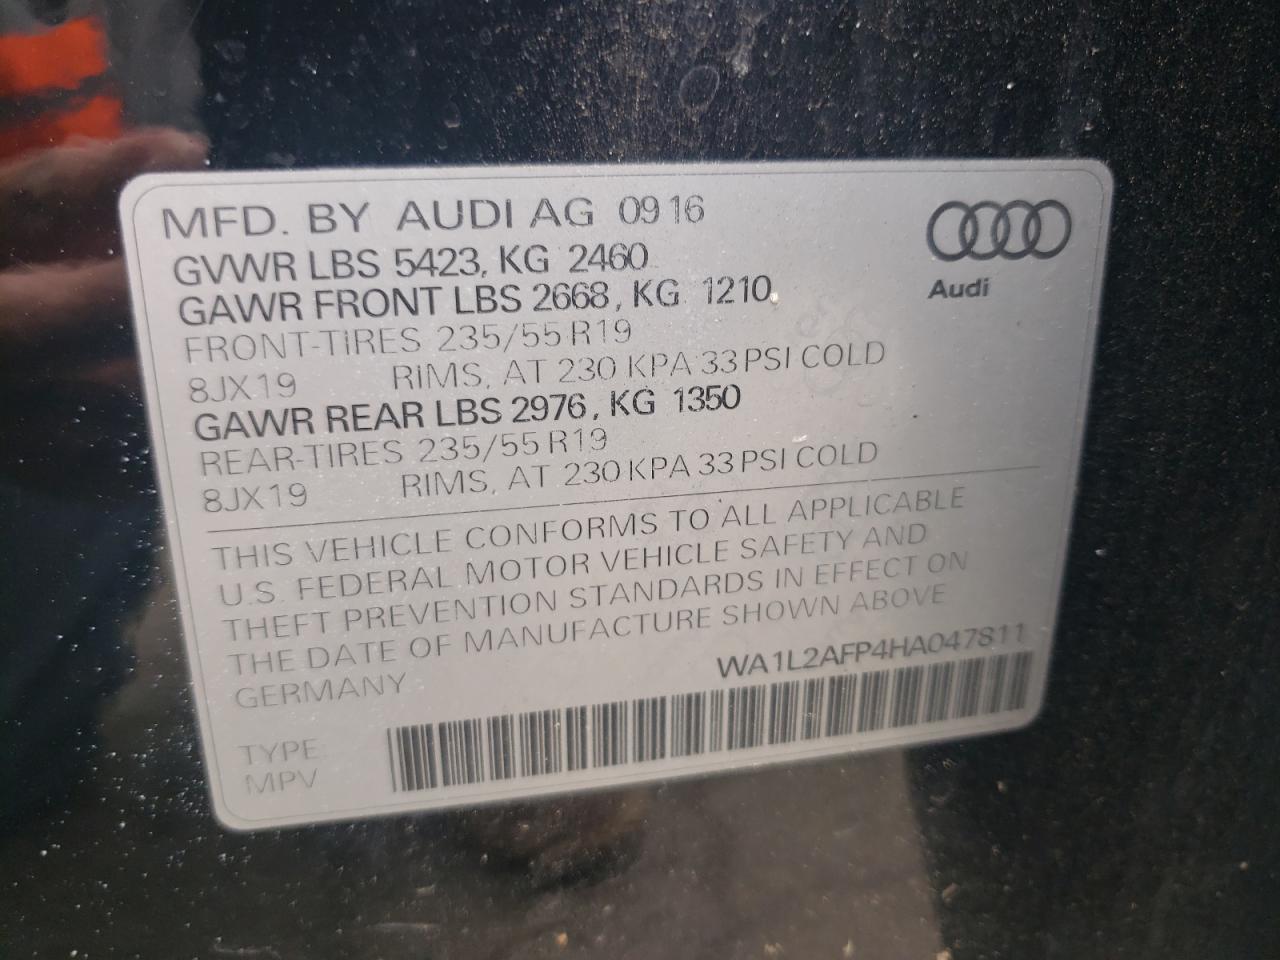 MFD. BY AUDI AG 09 16
GVWR LBS 5423, KG 2460
GAWR FRONT LBS 2668, KG 1210,
FRONT-TIRES 235/55 R19
8JX19 RIMS, AT 230 KPA 33 PSI COLD
GAWR REAR LBS 2976, KG 1350
REAR-TIRES 235/55 R19
8JX19 RIMS, AT 230 KPA 33 PSI COLD
THIS VEHICLE CONFORMS TO ALL APPLICABLE
U.S. FEDERAL MOTOR VEHICLE SAFETY AND
THEFT PREVENTION STANDARDS IN EFFECT ON
THE DATE OF MANUFACTURE SHOWN ABOVE
GERMANY
WA1L2AFP4HA047811
TYPE:
MPV
Audi